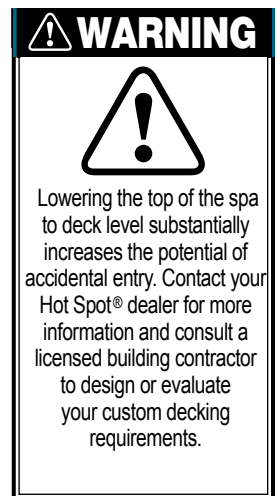 WARNING
Lowering the top of the spa
to deck level substantially
increases the potential of
accidental entry. Contact your
Hot Spot® dealer for more
information and consult a
licensed building contractor
to design or evaluate
your custom decking
requirements.